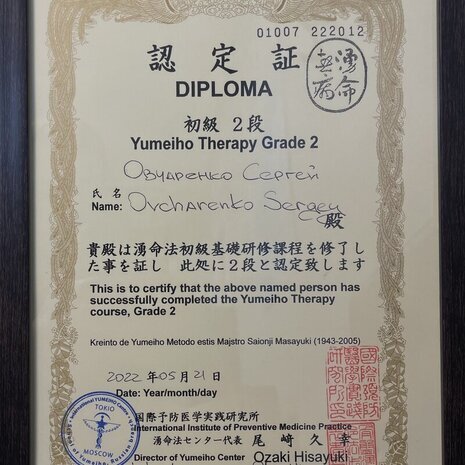 01007 222012
認定証
湧命
無病
DIPLOMA
初級 2段
Yumeiho Therapy Grade 2
Овчаренко Сергей
氏名
Name: Ovcharenko Sergey
殿
貴殿は湧命法初級基礎研修課程を修了し
た事を証し 此処に2段と認定致します
This is to certify that the above named person has
successfully completed the Yumeiho Therapy
course, Grade 2
Kreinto de Yumeiho Metodo estis Majstro Saionji Masayuki (1943-2005)
2022 年05月21日
Date: Year/month/day
国際予防医学実践研究所
International Institute of Preventive Medicine Practice
湧命法センター代表 尾﨑久幸
Director of Yumeiho Center Ozaki Hisayuki
TOKIO
MOSCOW